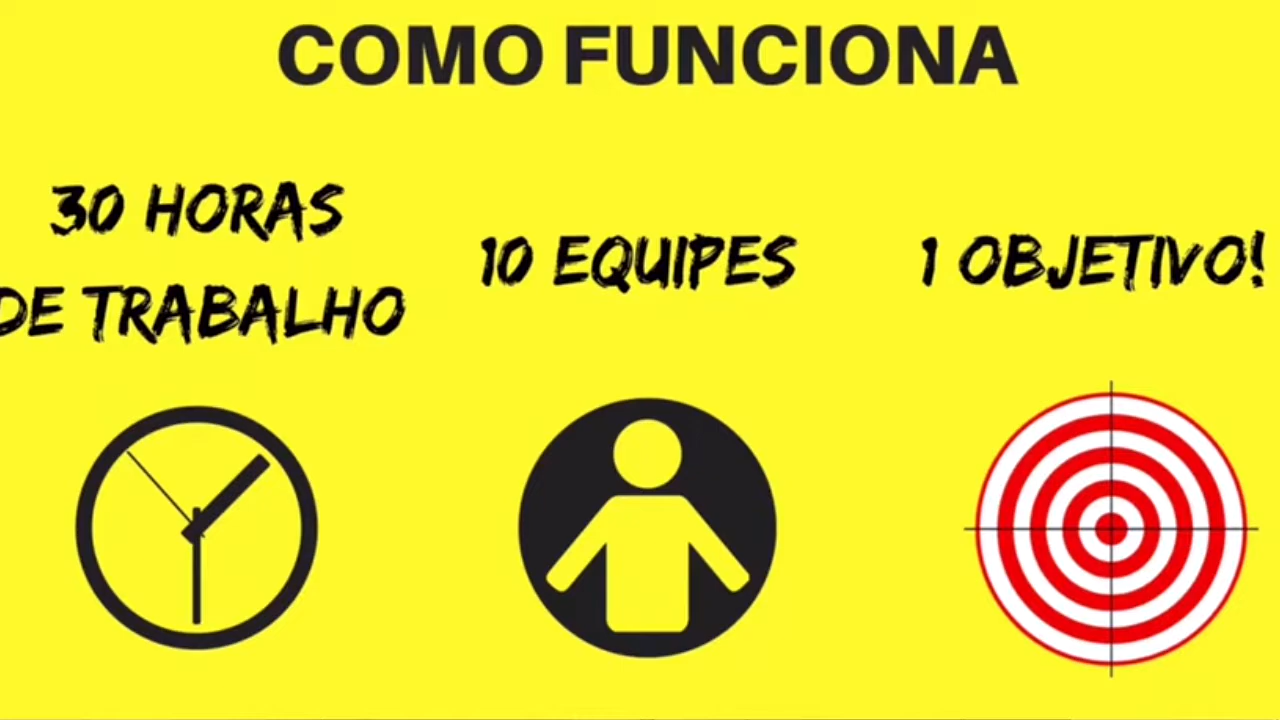 COMO FUNCIONA
30 HORAS
DE TRABALHO
10 EQUIPES
1 OBJETIVO!